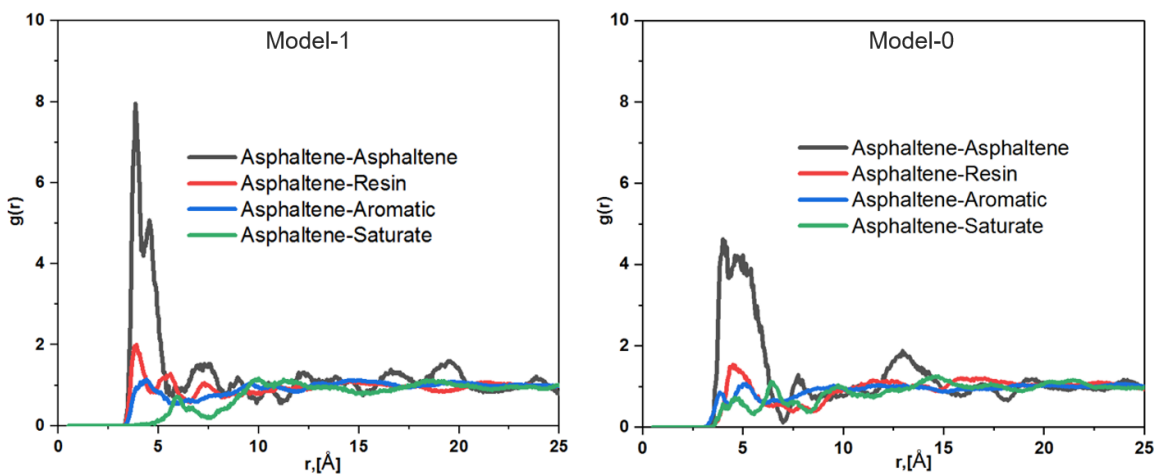 Model-1
10
8
6
4
2
0
g(r)
Asphaltene-Asphaltene
Asphaltene-Resin
Asphaltene-Aromatic
Asphaltene-Saturate
0 5 10 15 20 25
r,[Å]
Model-0
10
8
6
4
2
0
g(r)
Asphaltene-Asphaltene
Asphaltene-Resin
Asphaltene-Aromatic
Asphaltene-Saturate
0 5 10 15 20 25
r,[Å]